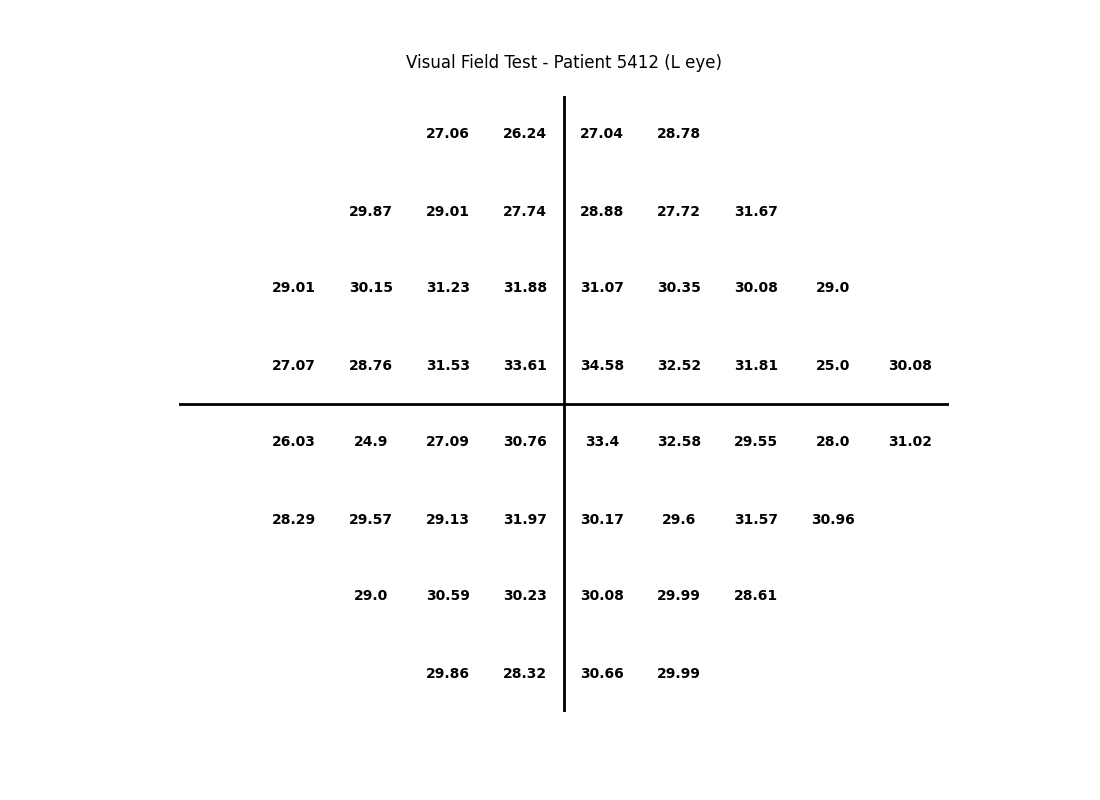 Visual Field Test - Patient 5412 (L eye)
27.06 26.24 27.04 28.78
29.87 29.01 27.74 28.88 27.72 31.67
29.01 30.15 31.23 31.88 31.07 30.35 30.08 29.0
27.07 28.76 31.53 33.61 34.58 32.52 31.81 25.0 30.08
26.03 24.9 27.09 30.76 33.4 32.58 29.55 28.0 31.02
28.29 29.57 29.13 31.97 30.17 29.6 31.57 30.96
29.0 30.59 30.23 30.08 29.99 28.61
29.86 28.32 30.66 29.99